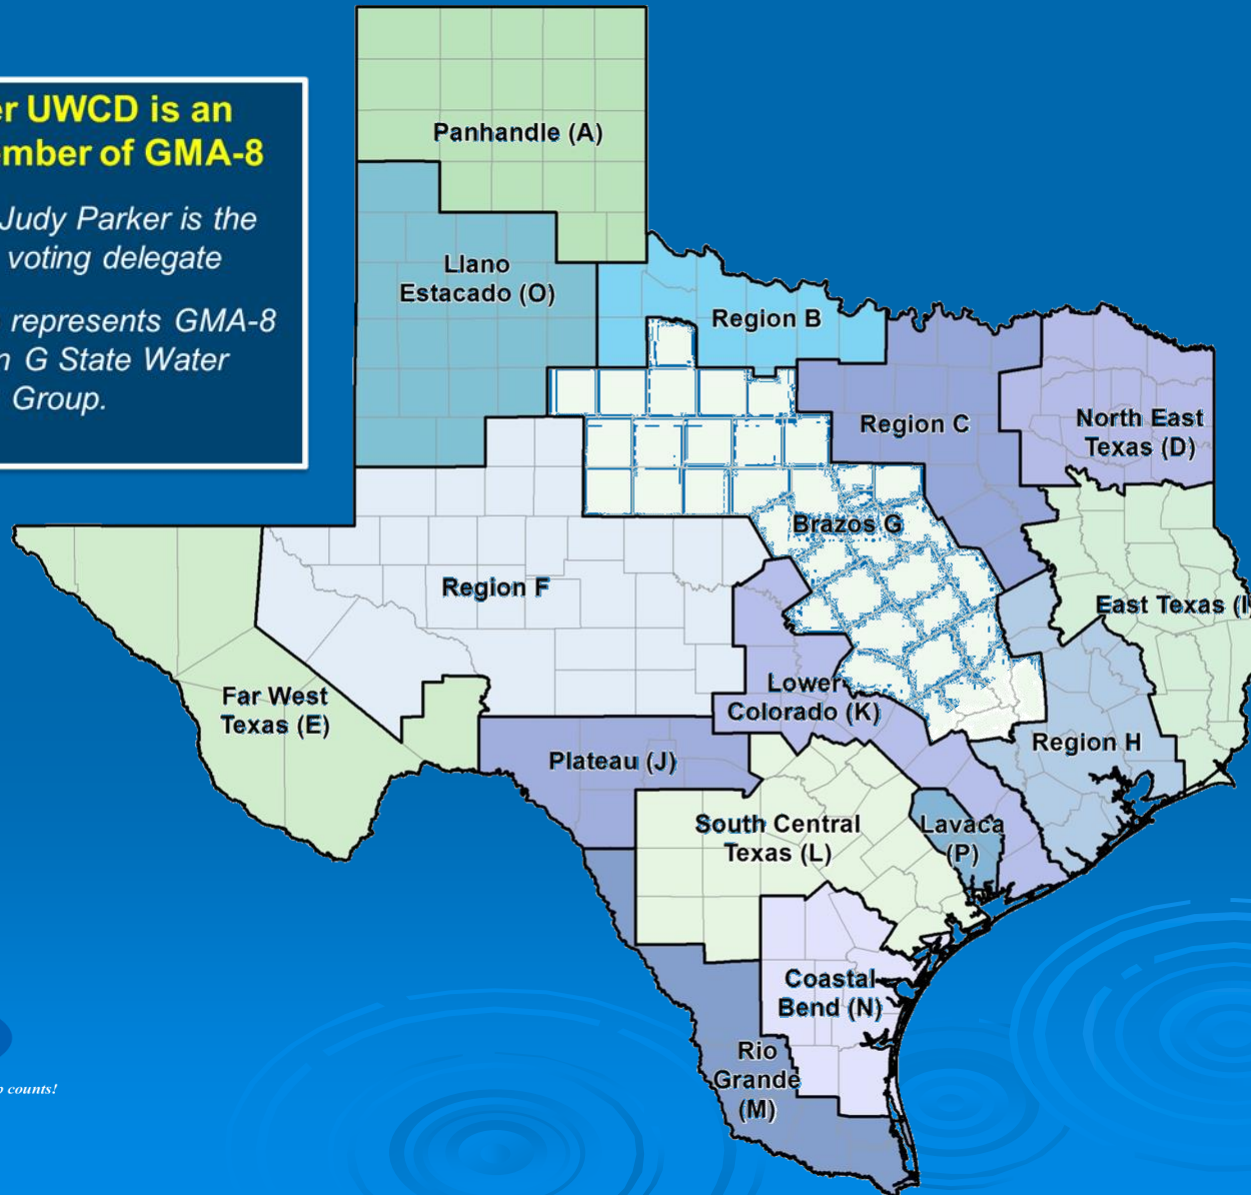 UWCD is an
of GMA-8
Judy Parker is the
voting delegate
represents GMA-8
G State Water
Group.
Panhandle (A)
Llano
Estacado (O)
Region B
Region C
North East
Texas (D)
Brazos G
Region F
East Texas (I
Far West
Texas (E)
Lower
Colorado (K)
Region H
Plateau (J)
South Central
Texas (L)
Lavaca
(P)
Coastal
Bend (N)
Rio
Grande
(M)
counts!